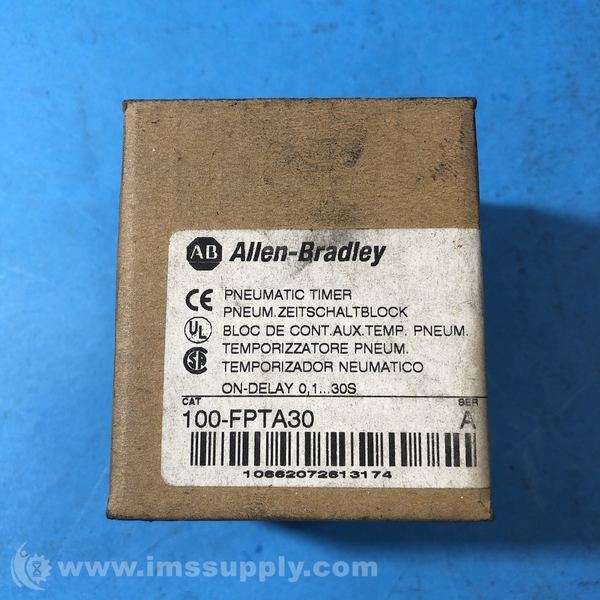 AB Allen-Bradley
CE PNEUMATIC TIMER
PNEUM.ZEITSCHALTBLOCK
UL BLOC DE CONT.AUX.TEMP. PNEUM.
TEMPORIZZATORE PNEUM.
SA TEMPORIZADOR NEUMATICO
ON-DELAY 0,1...30S
CAT SER
100-FPTA30 A
10662072613174
www.imssupply.com